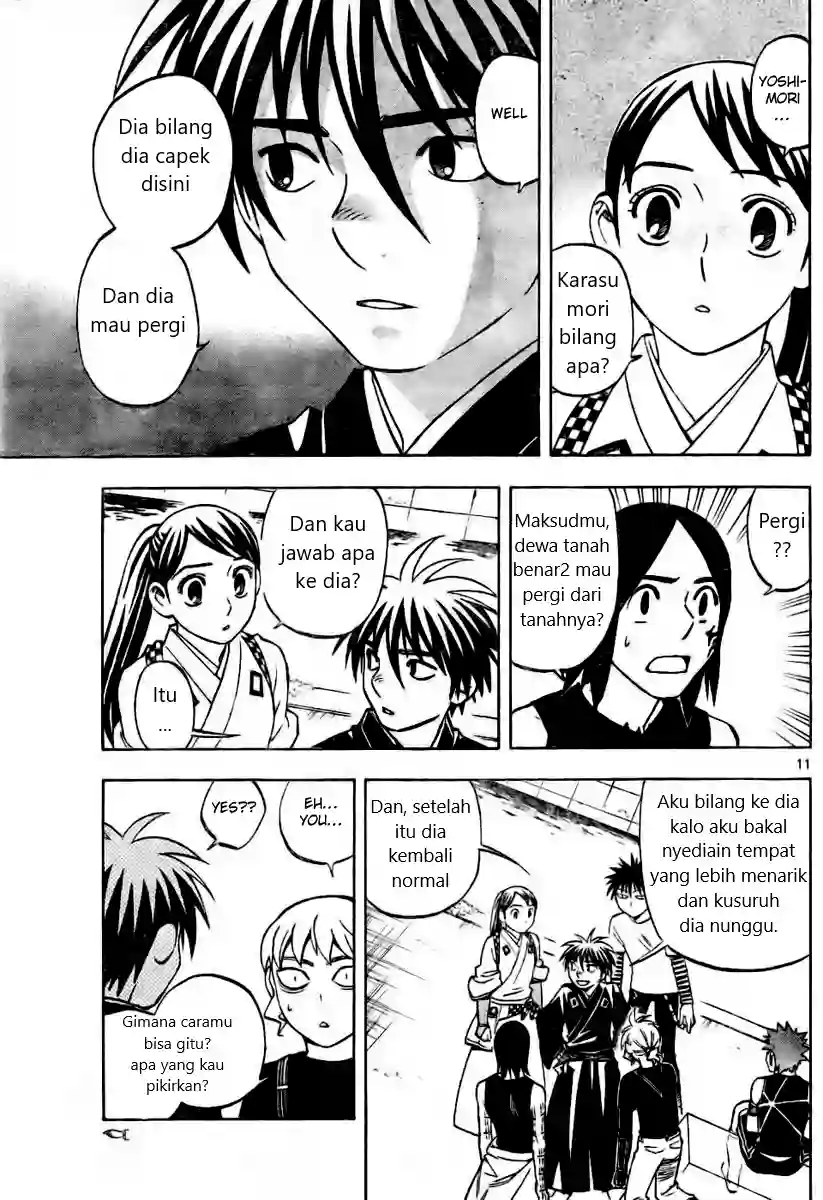 YOSHI-
MORI
...
Karasu
mori
bilang
apa?
WELL
Dia bilang
dia capek
disini
Dan dia
mau pergi
Pergi
??
Maksudmu,
dewa tanah
benar2 mau
pergi dari
tanahnya?
Dan kau
jawab apa
ke dia?
Itu
...
11
Aku bilang ke dia
kalo aku bakal
nyediain tempat
yang lebih menarik
dan kusuruh
dia nunggu.
Dan, setelah
itu dia
kembali
normal
EH...
YOU...
YES??
Gimana caramu
bisa gitu?
apa yang kau
pikirkan?